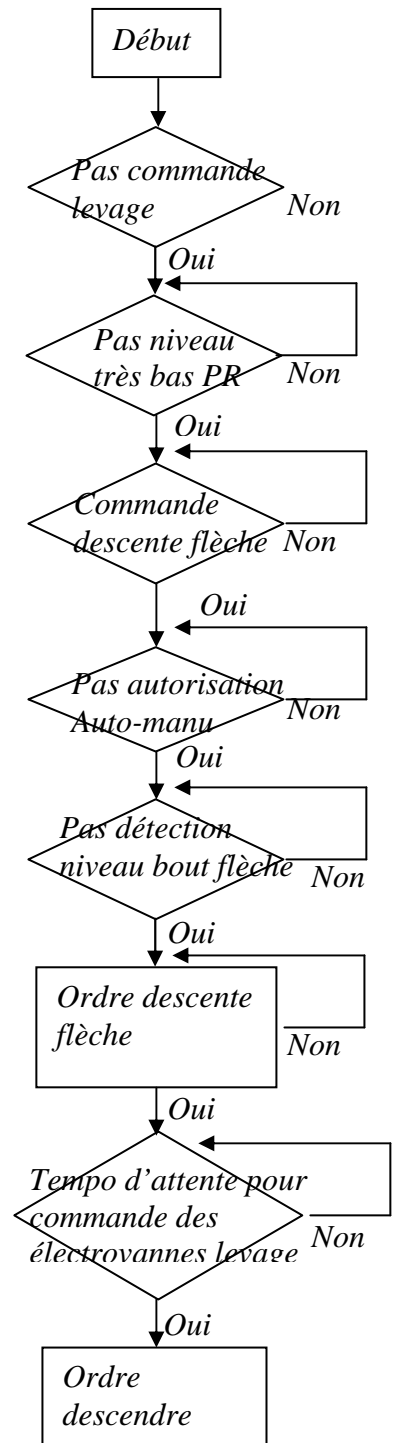 Début
Pas commande
levage
Non
Oui
Pas niveau
très bas PR
Non
Oui
Commande
descente flèche
Non
Oui
Pas autorisation
Auto-manu
Non
Oui
Pas détection
niveau bout flèche
Non
Oui
Ordre descente
flèche
Non
Oui
Tempo d'attente pour
commande des
électrovannes levage
Non
Oui
Ordre
descendre